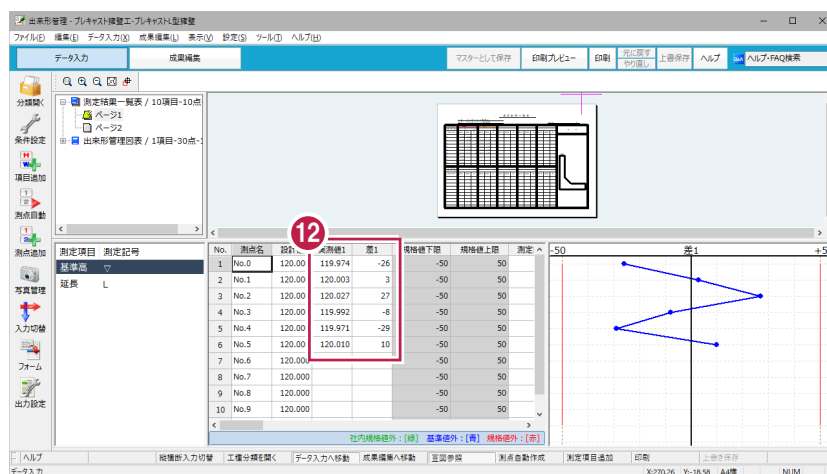 出来形管理 - プレキャスト擁壁工-プレキャストL型擁壁
ファイル(F) 編集(E) データ入力(X) 成果編集(L) 表示(V) 設定(S) ツール(T) ヘルプ(H)
データ入力 成果編集 マスターとして保存 印刷プレビュー 印刷 元に戻す やり直し 上書保存 ヘルプ Q&A ヘルプ・FAQ検索
分類開く
条件設定
項目追加
測点自動
測点追加
写真管理
入力切替
フォーム
出力設定
測定結果一覧表 / 10項目-10点
ページ1
ページ2
出来形管理図表 / 1項目-30点-1
12
測定項目 測定記号
基準高 ▽
延長 L
No. 測点名 設計 実測値1 差1 規格値下限 規格値上限 測定
1 No.0 120.00 119.974 -26 -50 50
2 No.1 120.00 120.003 3 -50 50
3 No.2 120.00 120.027 27 -50 50
4 No.3 120.00 119.992 -8 -50 50
5 No.4 120.00 119.971 -29 -50 50
6 No.5 120.00 120.010 10 -50 50
7 No.6 120.000 -50 50
8 No.7 120.000 -50 50
9 No.8 120.000 -50 50
10 No.9 120.000 -50 50
社内規格値外：[緑] 基準値外：[青] 規格値外：[赤]
-50 差1 +5
ヘルプ 縦横断入力切替 工種分類を開く データ入力へ移動 成果編集へ移動 豆図参照 測点自動作成 測定項目追加 印刷 上書き保存
データ入力 X:270.26 Y:-18.58 A4横 NUM